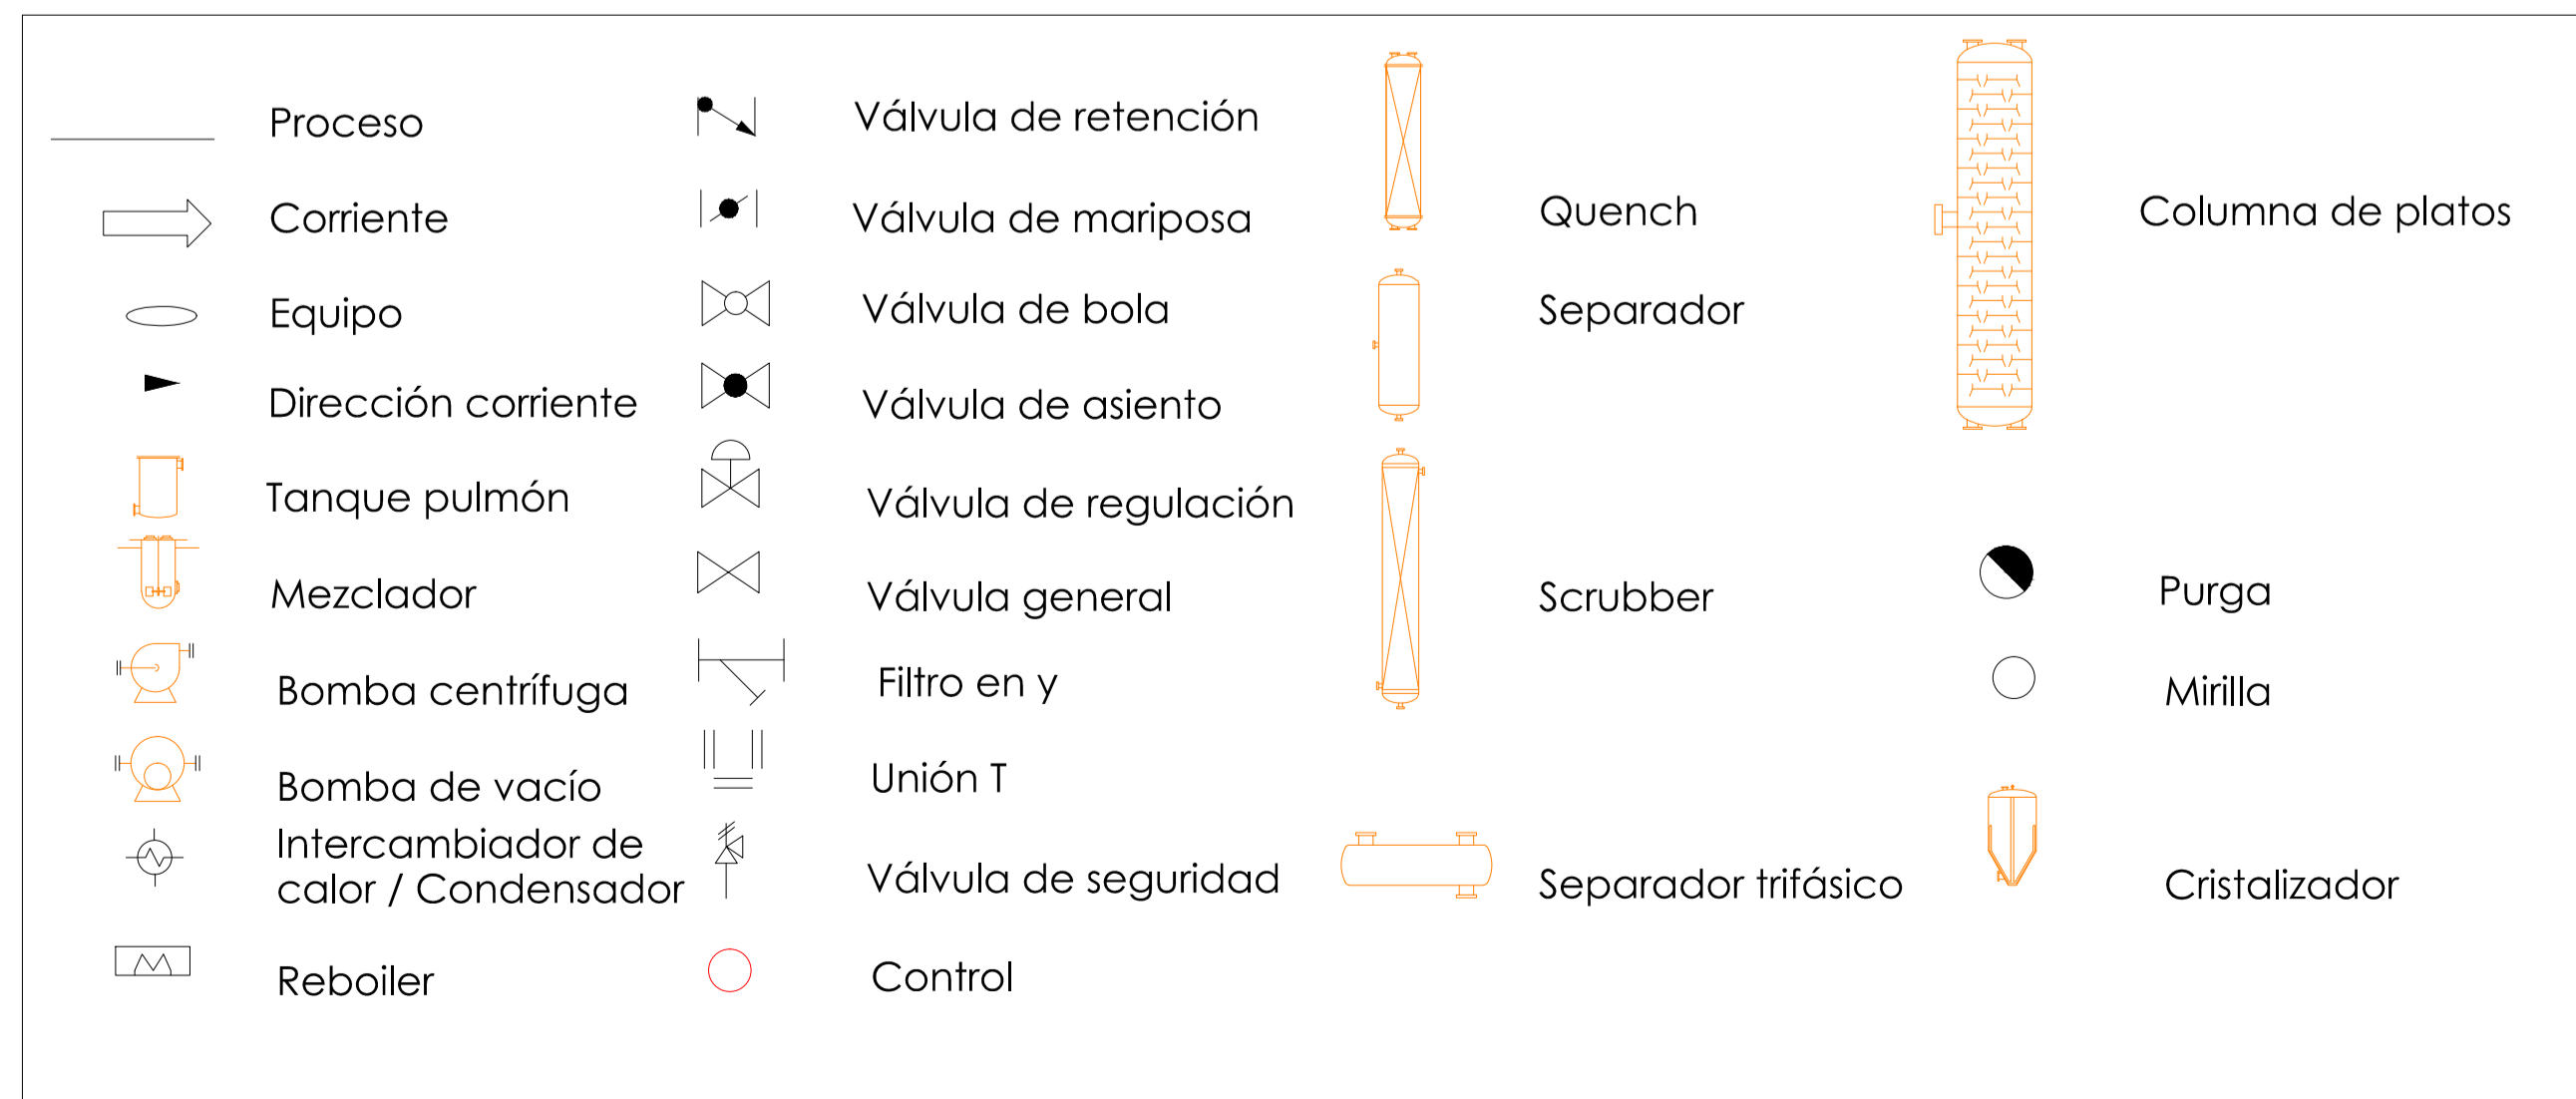 Proceso
Corriente
Equipo
Dirección corriente
Tanque pulmón
Mezclador
Bomba centrífuga
Bomba de vacío
Intercambiador de
calor / Condensador
Reboiler
Válvula de retención
Válvula de mariposa
Válvula de bola
Válvula de asiento
Válvula de regulación
Válvula general
Filtro en y
Unión T
Válvula de seguridad
Control
Quench
Separador
Scrubber
Separador trifásico
Columna de platos
Purga
Mirilla
Cristalizador